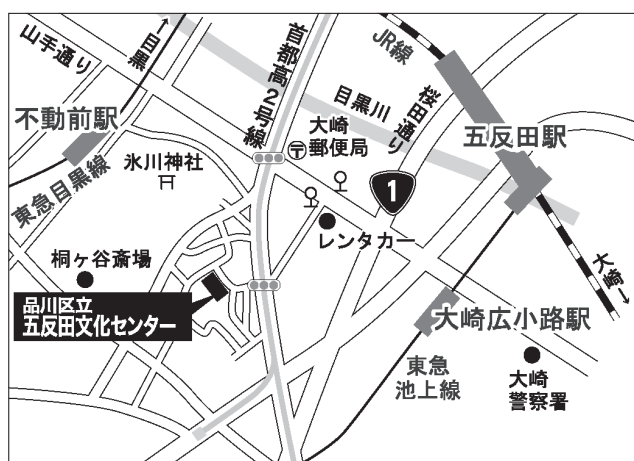 山手通り
↑目黒
首都高2号線
JR線
目黒川
桜田通り
五反田駅
不動前駅
東急目黒線
氷川神社
〒
大崎
郵便局
1
レンタカー
桐ヶ谷斎場
品川区立
五反田文化センター
大崎→
大崎広小路駅
東急
池上線
大崎
警察署